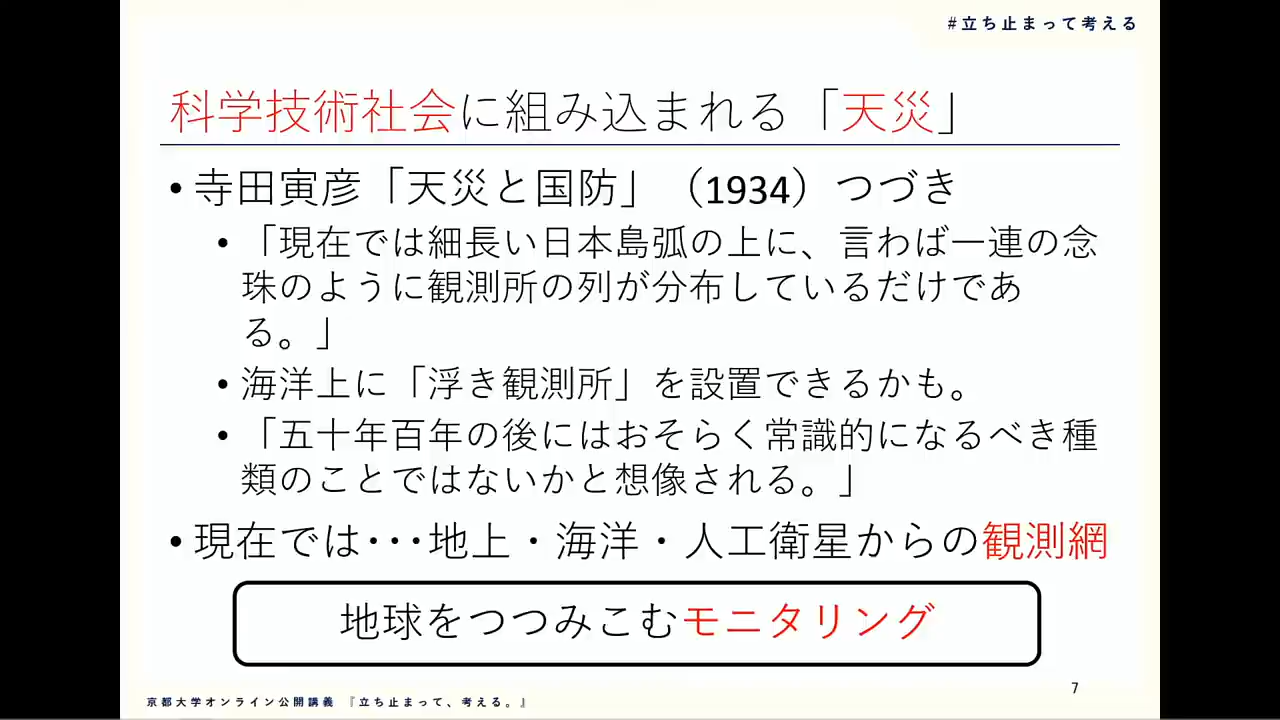 #立ち止まって考える
科学技術社会に組み込まれる「天災」
• 寺田寅彦「天災と国防」（1934）つづき
• 「現在では細長い日本島弧の上に、言わば一連の念
珠のように観測所の列が分布しているだけであ
る。」
• 海洋上に「浮き観測所」を設置できるかも。
• 「五十年百年の後にはおそらく常識的になるべき種
類のことではないかと想像される。」
• 現在では･･･地上・海洋・人工衛星からの観測網
地球をつつみこむモニタリング
7
京都大学オンライン公開講義 『立ち止まって、考える。』